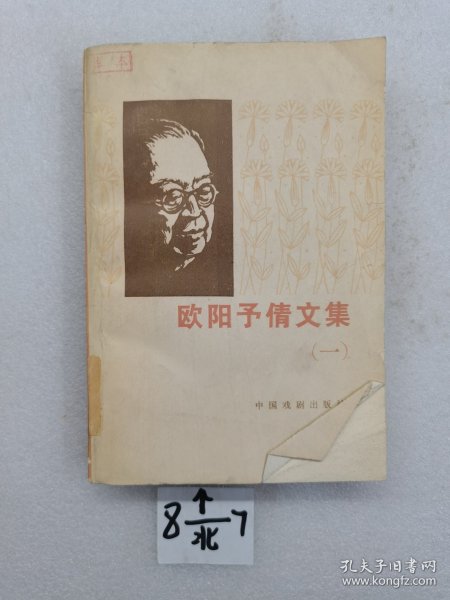 欧阳予倩文集
(一)
中国戏剧出版
8 ↑ 7
北
孔夫子旧书网
www.kongfz.com